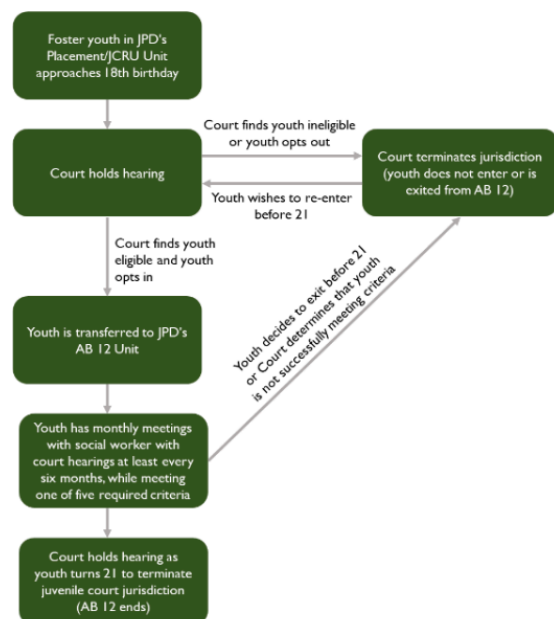 Foster youth in JPD's
Placement/JCRU Unit
approaches 18th birthday
Court finds youth ineligible
or youth opts out
Court holds hearing
Court terminates jurisdiction
(youth does not enter or is
exited from AB 12)
Youth wishes to re-enter
before 21
Court finds youth
eligible and youth
opts in
Youth decides to exit before 21
or Court determines that youth
is not successfully meeting criteria
Youth is transferred to JPD's
AB 12 Unit
Youth has monthly meetings
with social worker with
court hearings at least every
six months, while meeting
one of five required criteria
Court holds hearing as
youth turns 21 to terminate
juvenile court jurisdiction
(AB 12 ends)